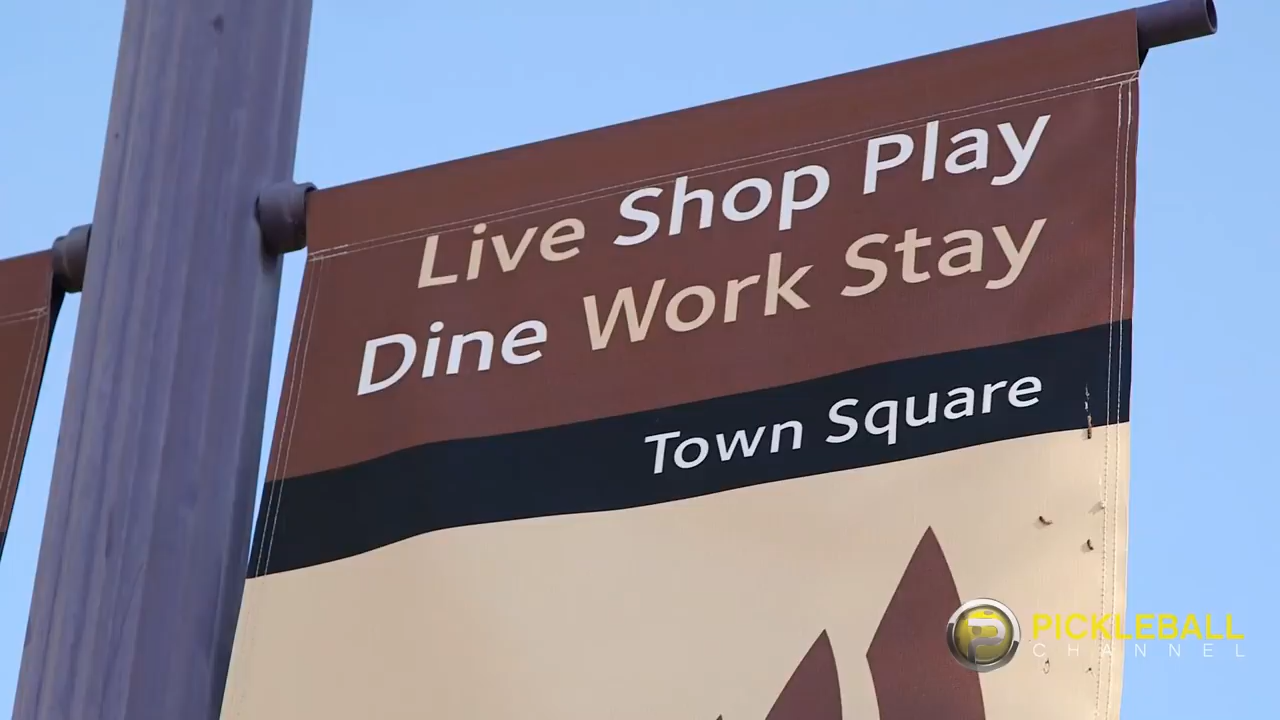 Live Shop Play
Dine Work Stay
Town Square
PICKLEBALL
CHANNEL